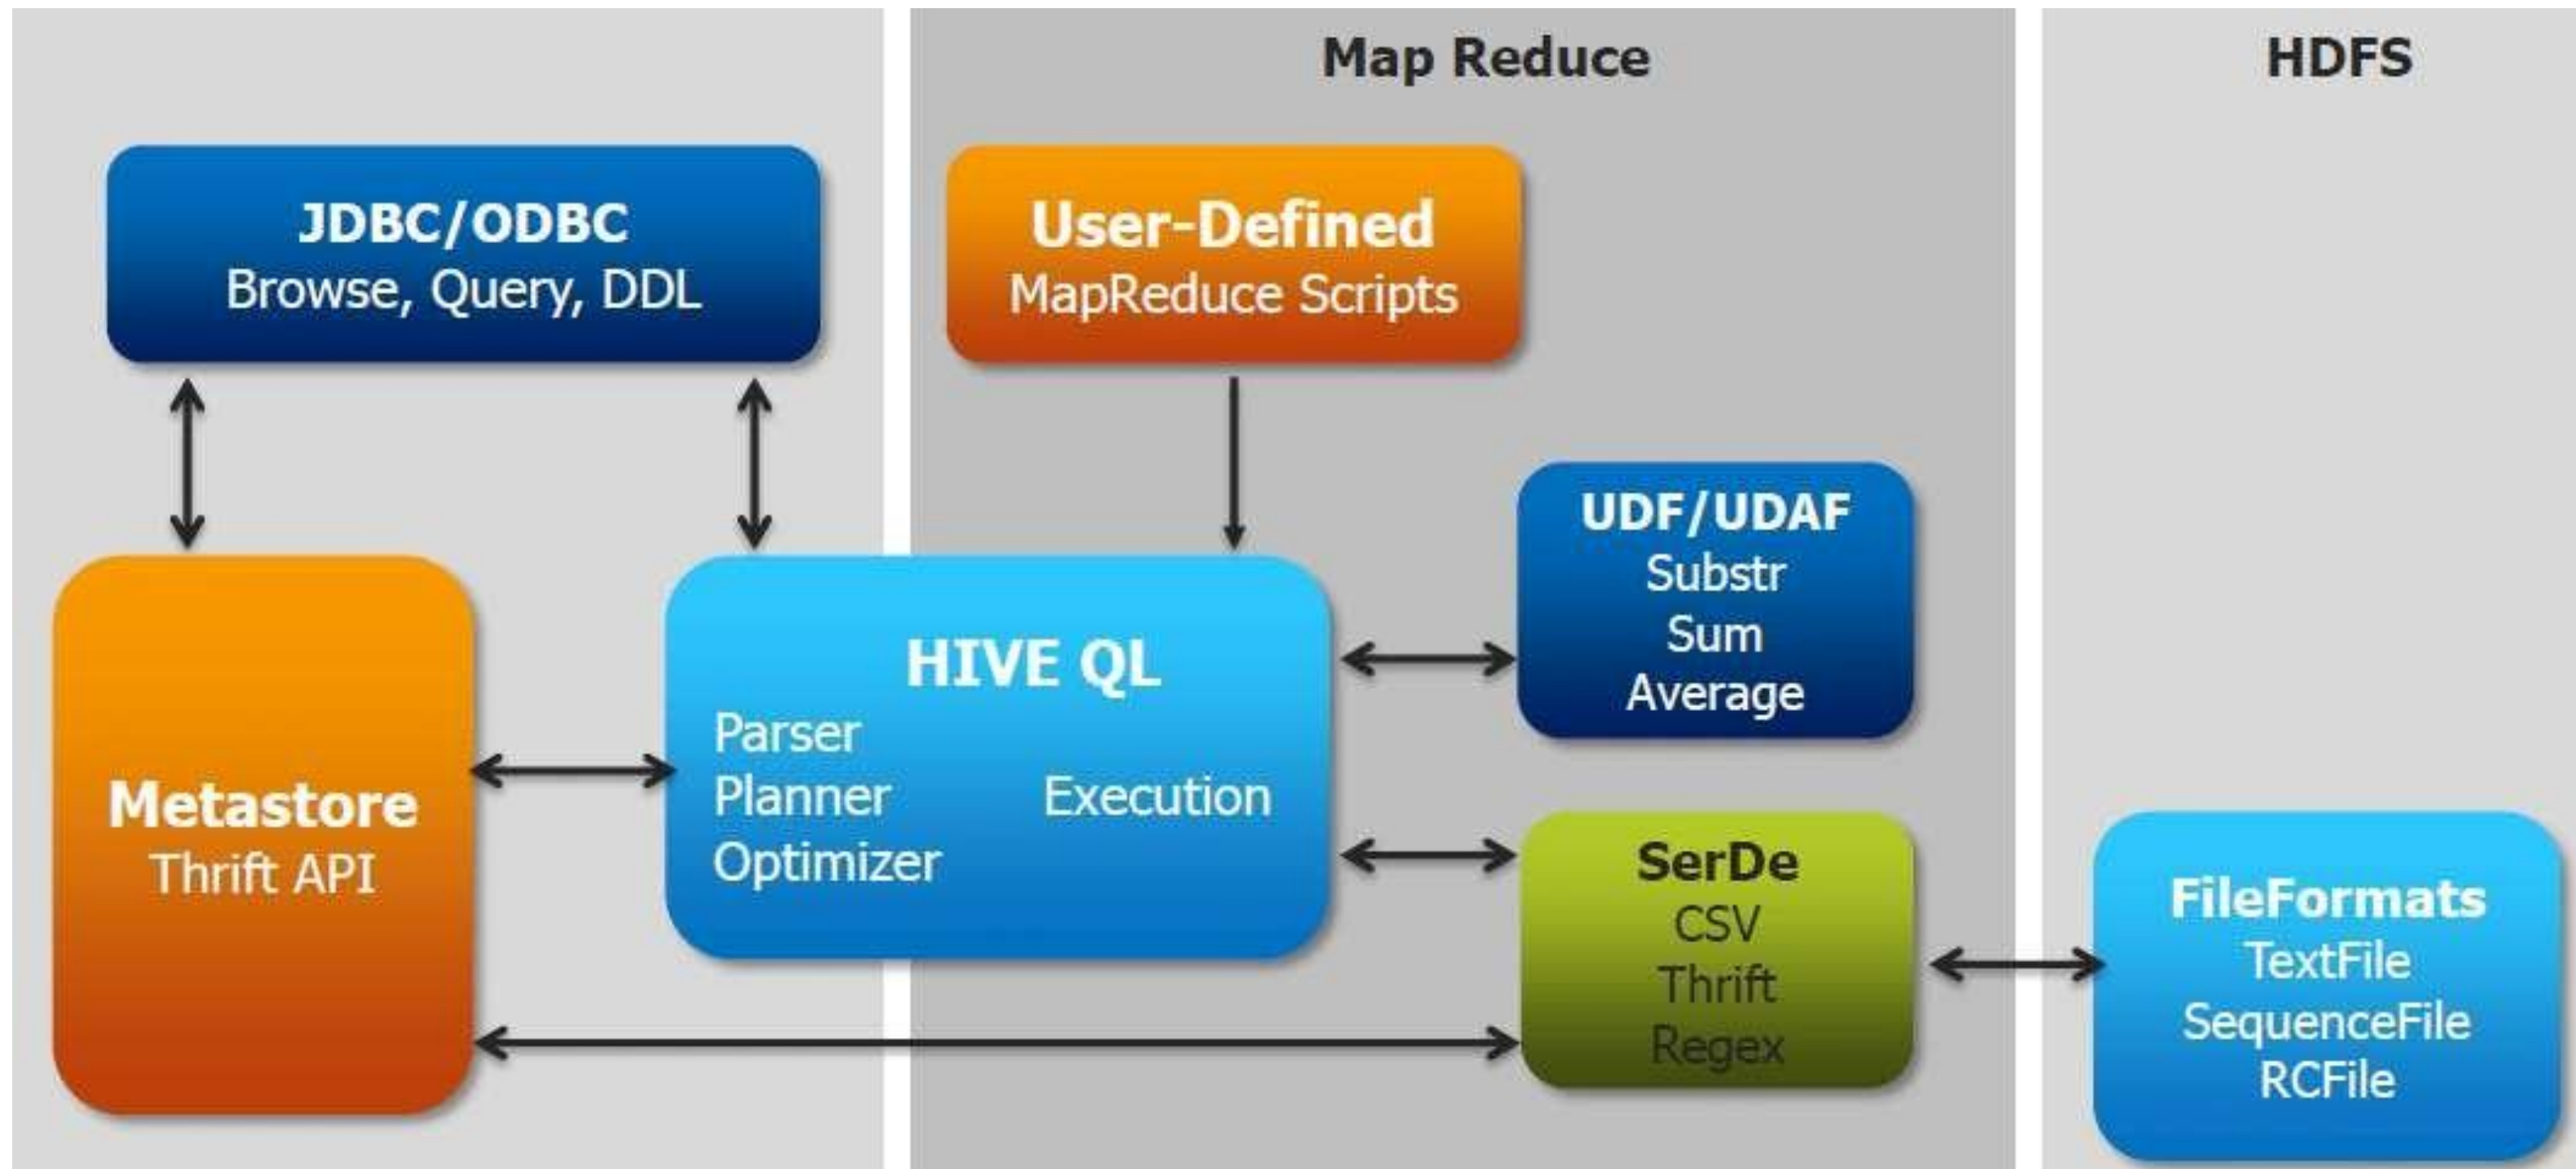 Map Reduce
HDFS
JDBC/ODBC
Browse, Query, DDL
User-Defined
MapReduce Scripts
UDF/UDAF
Substr
Sum
Average
HIVE QL
Parser
Planner
Execution
Optimizer
Metastore
Thrift API
SerDe
CSV
Thrift
Regex
FileFormats
TextFile
SequenceFile
RCFile